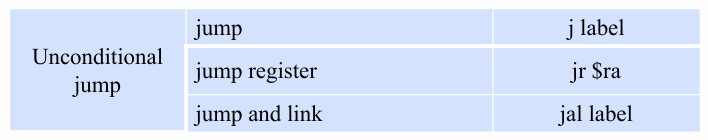 Unconditional
jump
jump
j label
jump register
jr $ra
jump and link
jal label